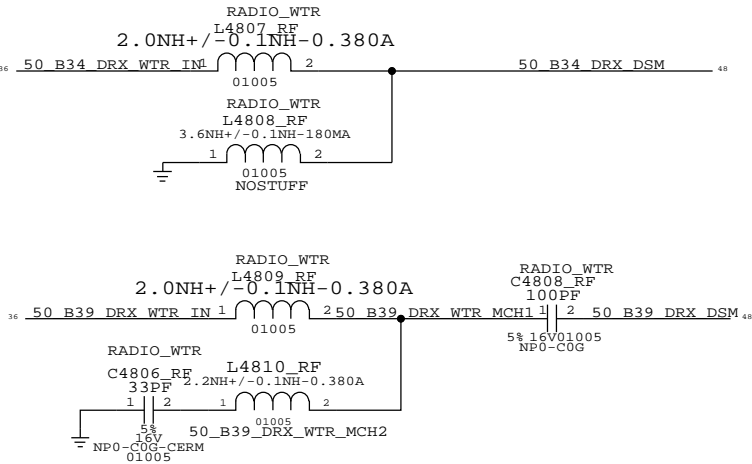 RADIO_WTR
L4807_RF
2.0NH+/-0.1NH-0.380A
36 50_B34_DRX_WTR_IN 1 2 50_B34_DRX_DSM 48
01005
RADIO_WTR
L4808_RF
3.6NH+/-0.1NH-180MA
1 2
01005
NOSTUFF
RADIO_WTR
L4809_RF
2.0NH+/-0.1NH-0.380A
RADIO_WTR
C4808_RF
100PF
36 50_B39_DRX_WTR_IN 1 2 50_B39_DRX_WTR_MCH1 1 2 50_B39_DRX_DSM 48
01005
5% 16V01005
NP0-C0G
RADIO_WTR
C4806_RF
33PF
L4810_RF
2.2NH+/-0.1NH-0.380A
1 2 1 2
5%
16V
NP0-C0G-CERM
01005
01005
50_B39_DRX_WTR_MCH2